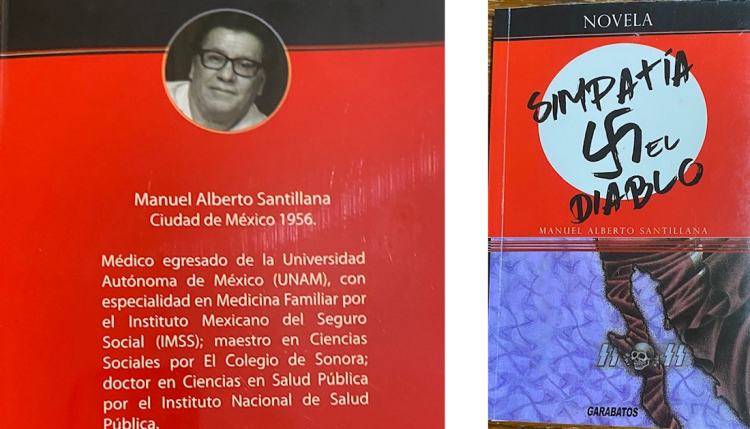 Manuel Alberto Santillana
Ciudad de México 1956.
Médico egresado de la Universidad
Autónoma de México (UNAM), con
especialidad en Medicina Familiar por
el Instituto Mexicano del Seguro
Social (IMSS); maestro en Ciencias
Sociales por El Colegio de Sonora;
doctor en Ciencias en Salud Pública
por el Instituto Nacional de Salud
Pública.
NOVELA
SIMPATÍA
EL
DIABLO
MANUEL ALBERTO SANTILLANA
GARABATOS